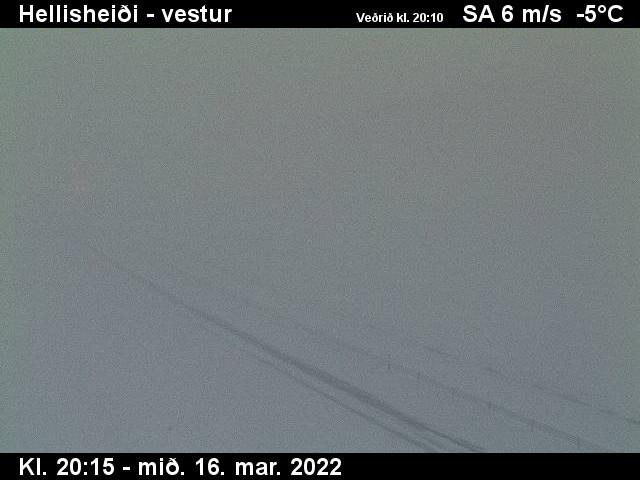 Hellisheiði - vestur
Veðrið kl. 20:10
SA 6 m/s -5°C
Kl. 20:15 - mið. 16. mar. 2022